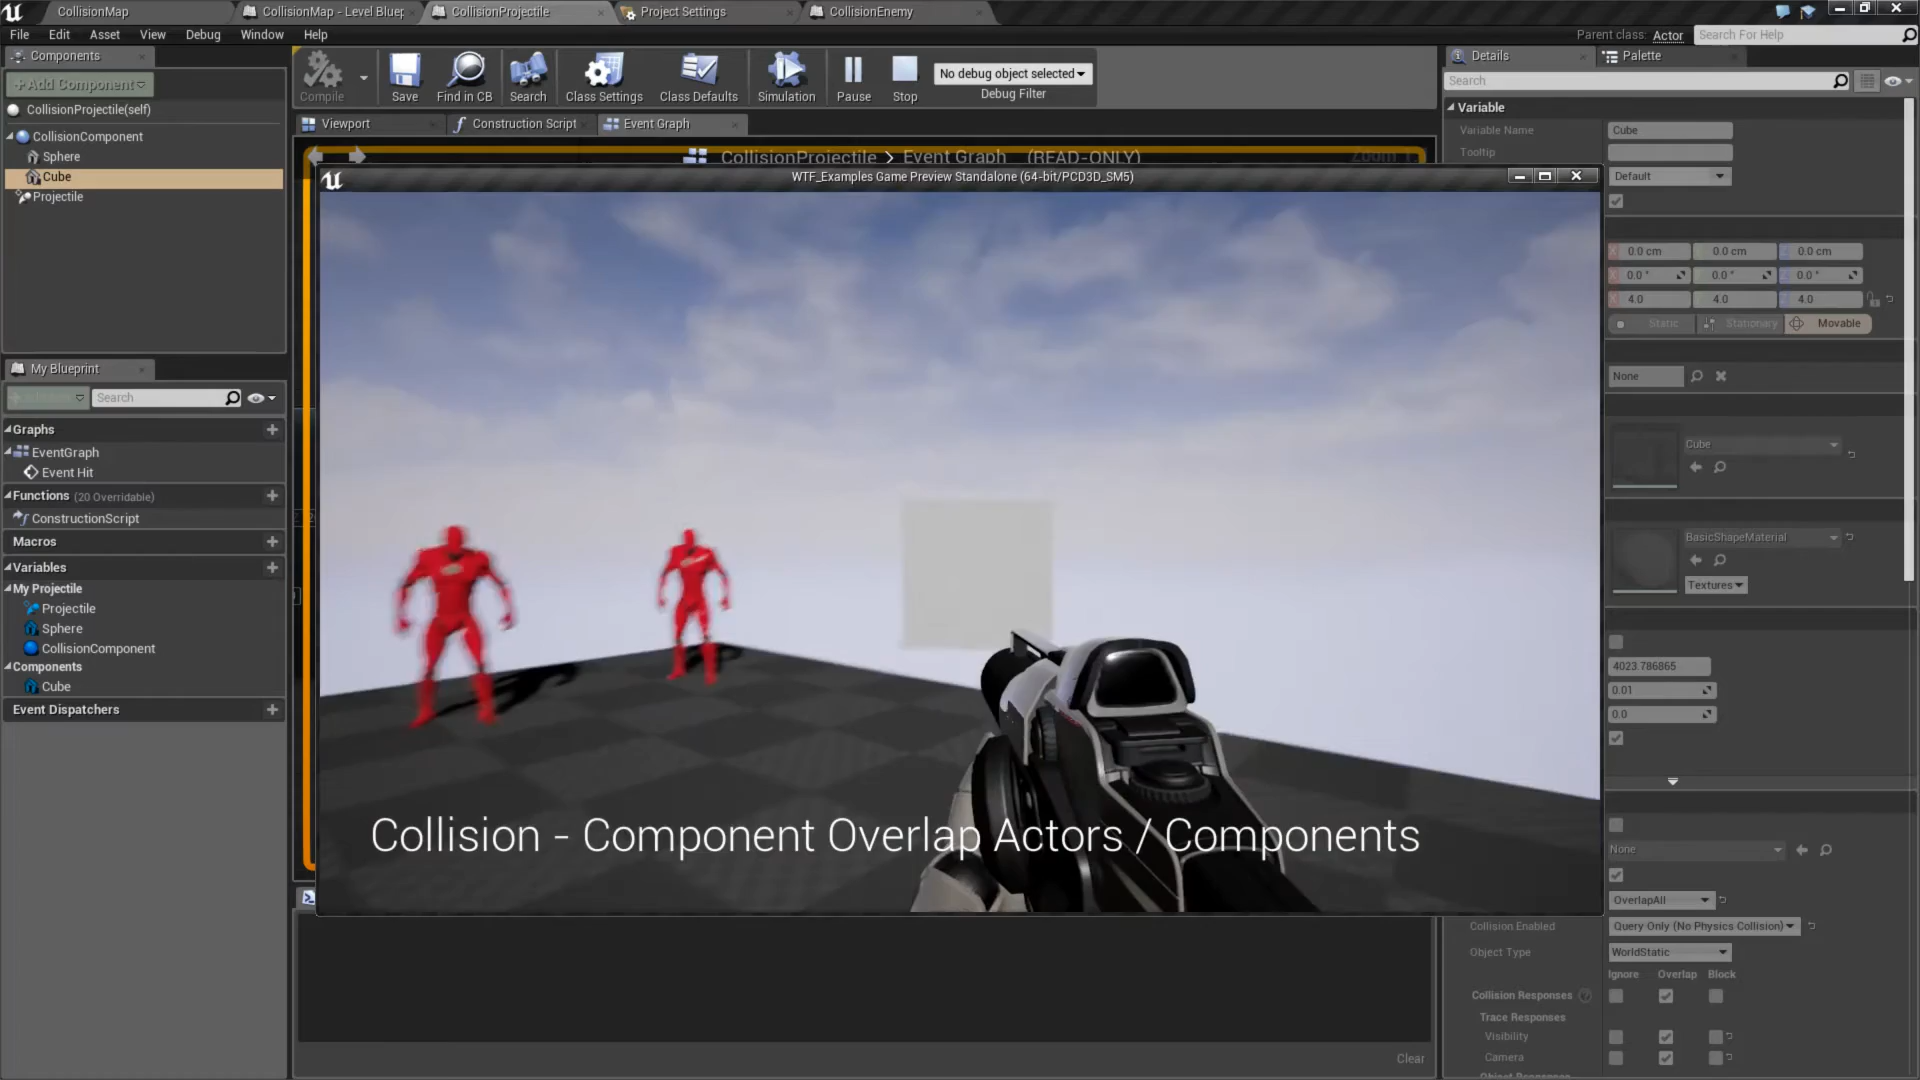 CollisionMap
CollisionMap - Level Bluep
CollisionProjectile
Project Settings
CollisionEnemy
File
Edit
Asset
View
Debug
Window
Help
Parent class: Actor
Search For Help
Components
+Add Component
CollisionProjectile(self)
CollisionComponent
Sphere
Cube
Projectile
Compile
Save
Find in CB
Search
Class Settings
Class Defaults
Simulation
Pause
Stop
No debug object selected
Debug Filter
Viewport
Construction Script
Event Graph
CollisionProjectile > Event Graph (READ-ONLY)
Zoom 1
WTF_Examples Game Preview Standalone (64-bit/PCD3D_SM5)
Collision - Component Overlap Actors / Components
My Blueprint
Search
Graphs
EventGraph
Event Hit
Functions (20 Overridable)
ConstructionScript
Macros
Variables
My Projectile
Projectile
Sphere
CollisionComponent
Components
Cube
Event Dispatchers
Clear
Details
Palette
Search
Variable
Variable Name
Cube
Tooltip
Default
0.0 cm
0.0 cm
0.0 cm
0.0 °
0.0 °
0.0 °
4.0
4.0
4.0
Static
Stationary
Movable
None
Cube
BasicShapeMaterial
Textures
4023.786865
0.01
0.0
None
OverlapAll
Collision Enabled
Query Only (No Physics Collision)
Object Type
WorldStatic
Ignore
Overlap
Block
Collision Responses
Trace Responses
Visibility
Camera
Object Responses